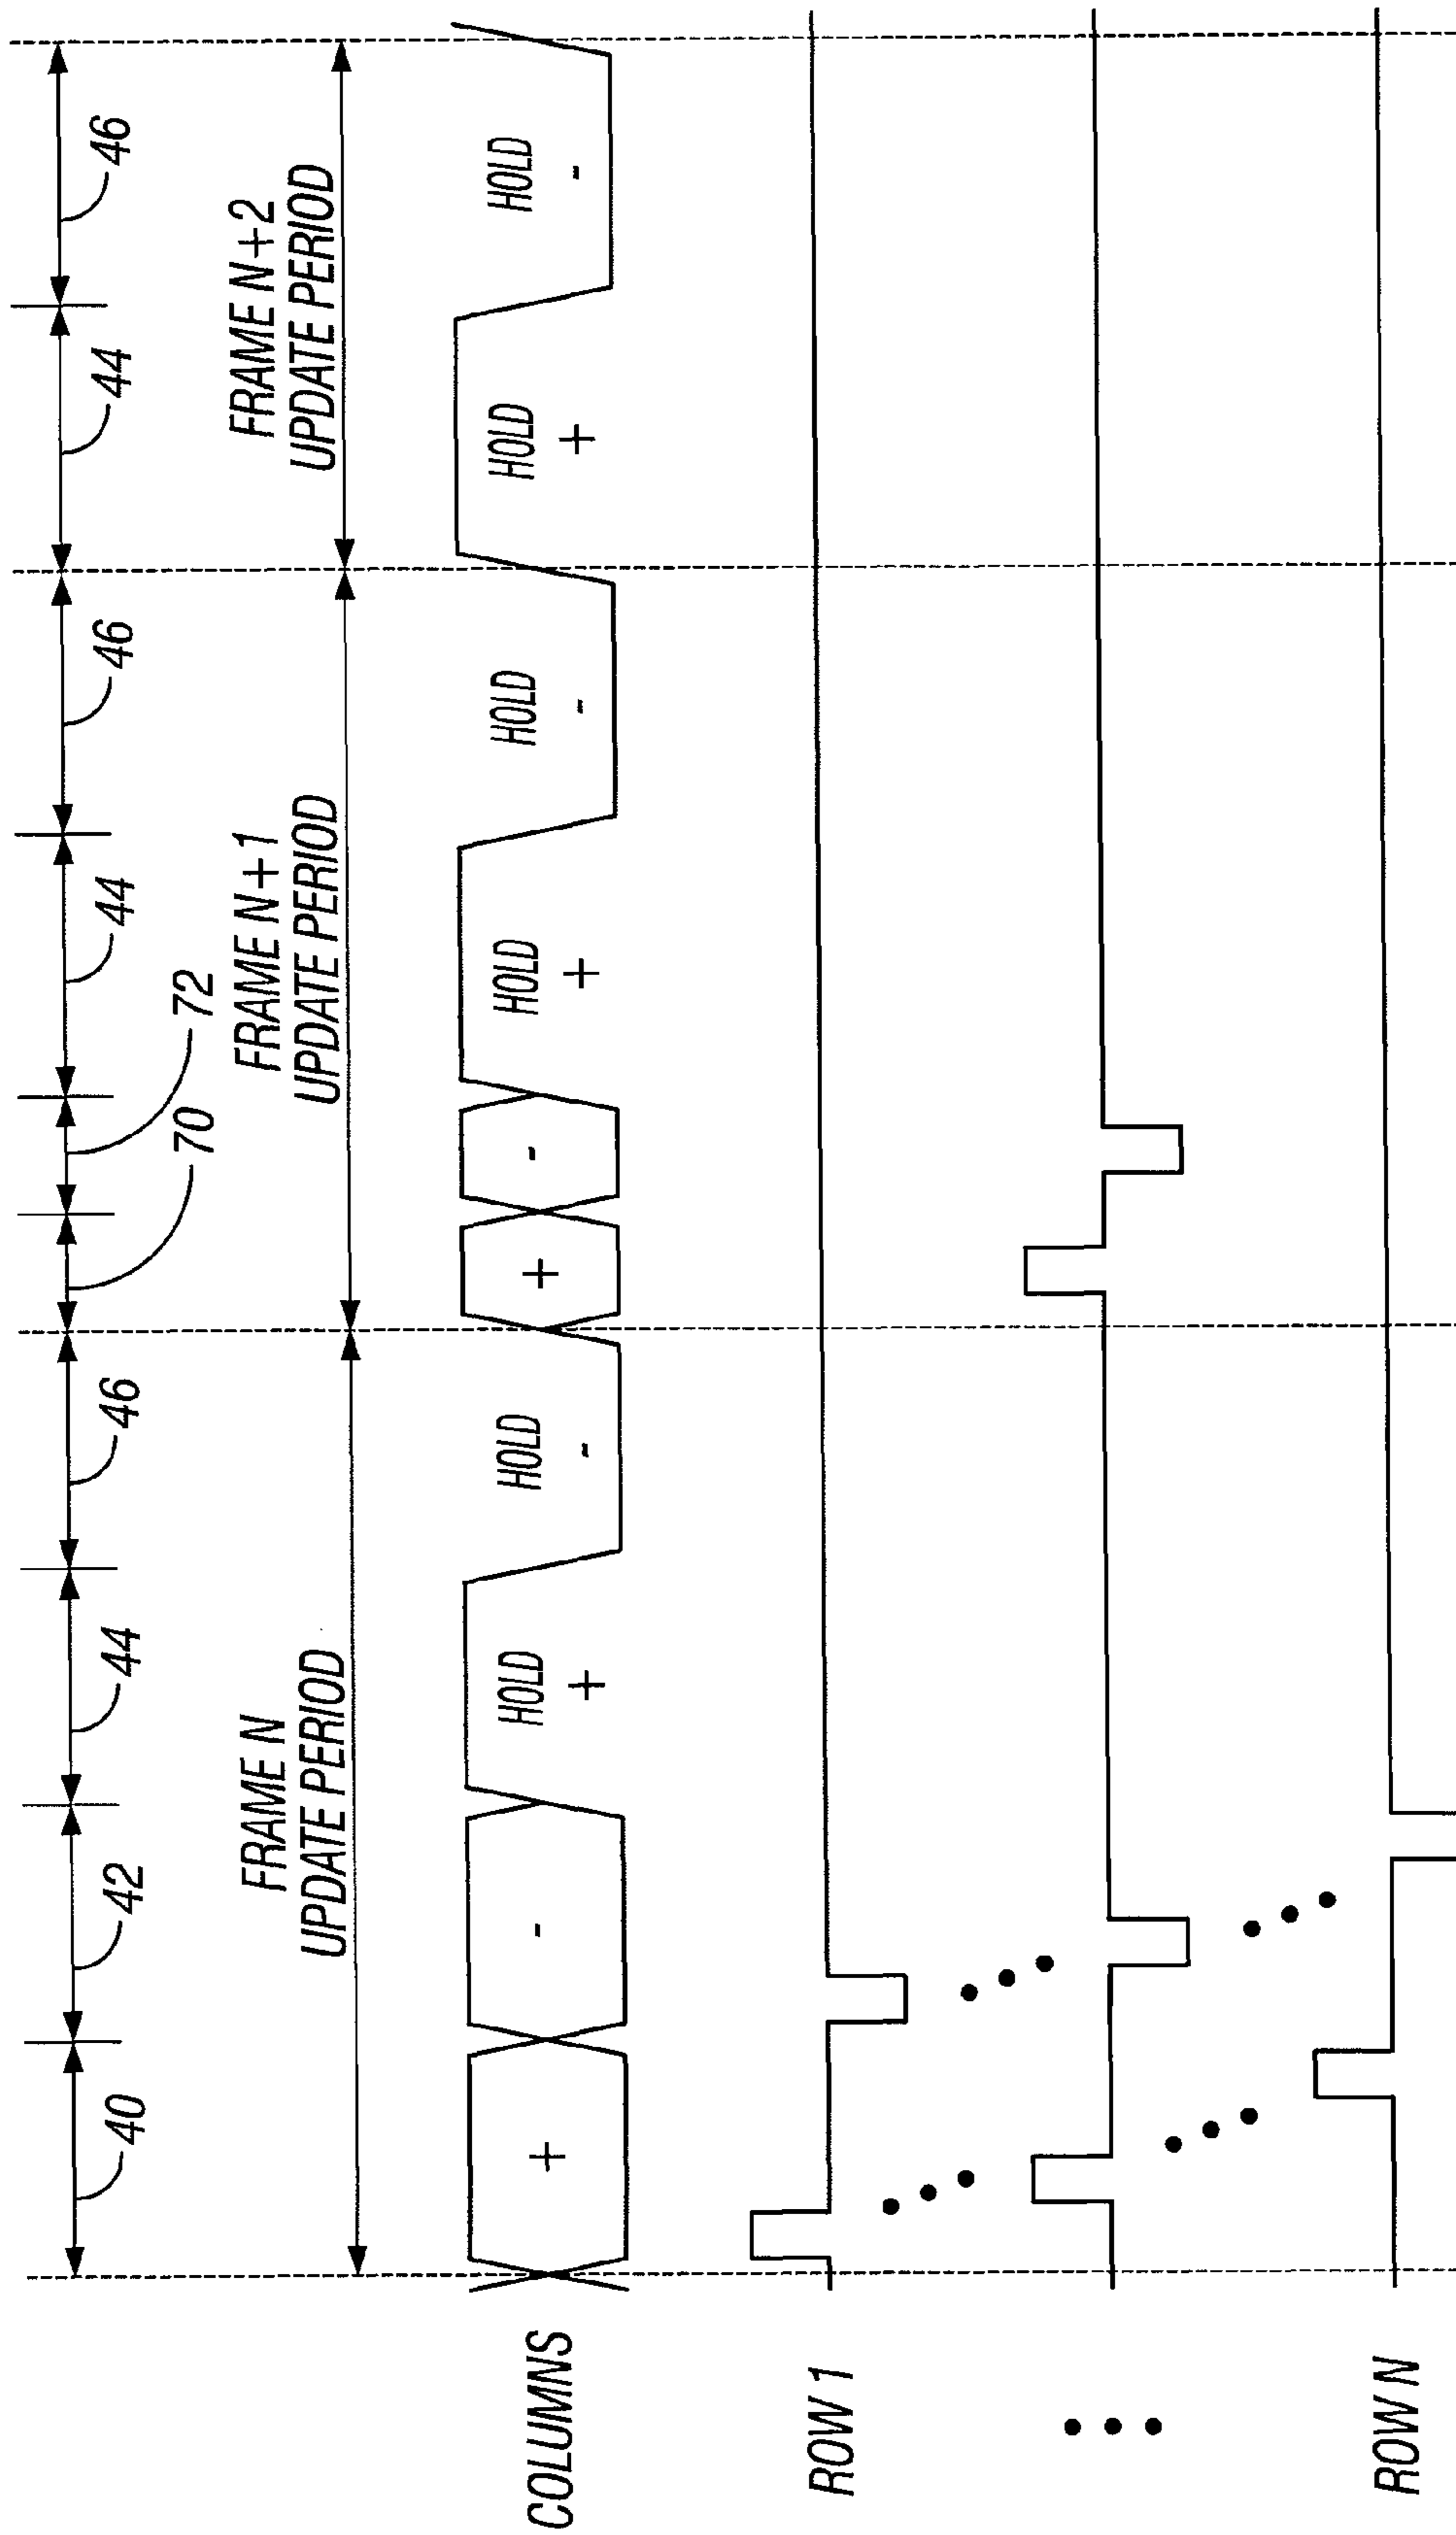 40 42 44 46 70 72 44 46 44 46
FRAME N
UPDATE PERIOD
FRAME N+1
UPDATE PERIOD
FRAME N+2
UPDATE PERIOD
COLUMNS + - HOLD + HOLD - + - HOLD + HOLD - HOLD + HOLD -
ROW 1
ROW N